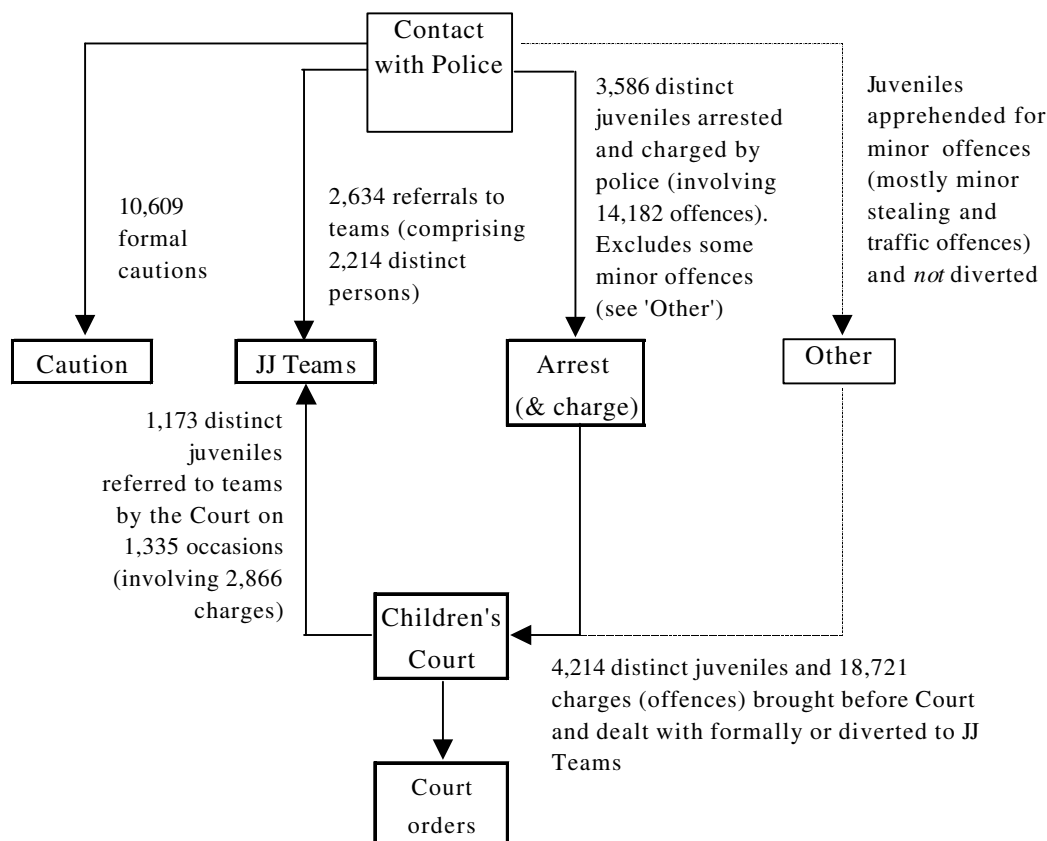 Contact
with Police
10,609
formal
cautions
2,634 referrals to
teams (comprising
2,214 distinct
persons)
3,586 distinct
juveniles arrested
and charged by
police (involving
14,182 offences).
Excludes some
minor offences
(see 'Other')
Juveniles
apprehended for
minor offences
(mostly minor
stealing and
traffic offences)
and not diverted
Caution
JJ Teams
Arrest
(& charge)
Other
1,173 distinct
juveniles
referred to teams
by the Court on
1,335 occasions
(involving 2,866
charges)
Children's
Court
4,214 distinct juveniles and 18,721
charges (offences) brought before Court
and dealt with formally or diverted to JJ
Teams
Court
orders